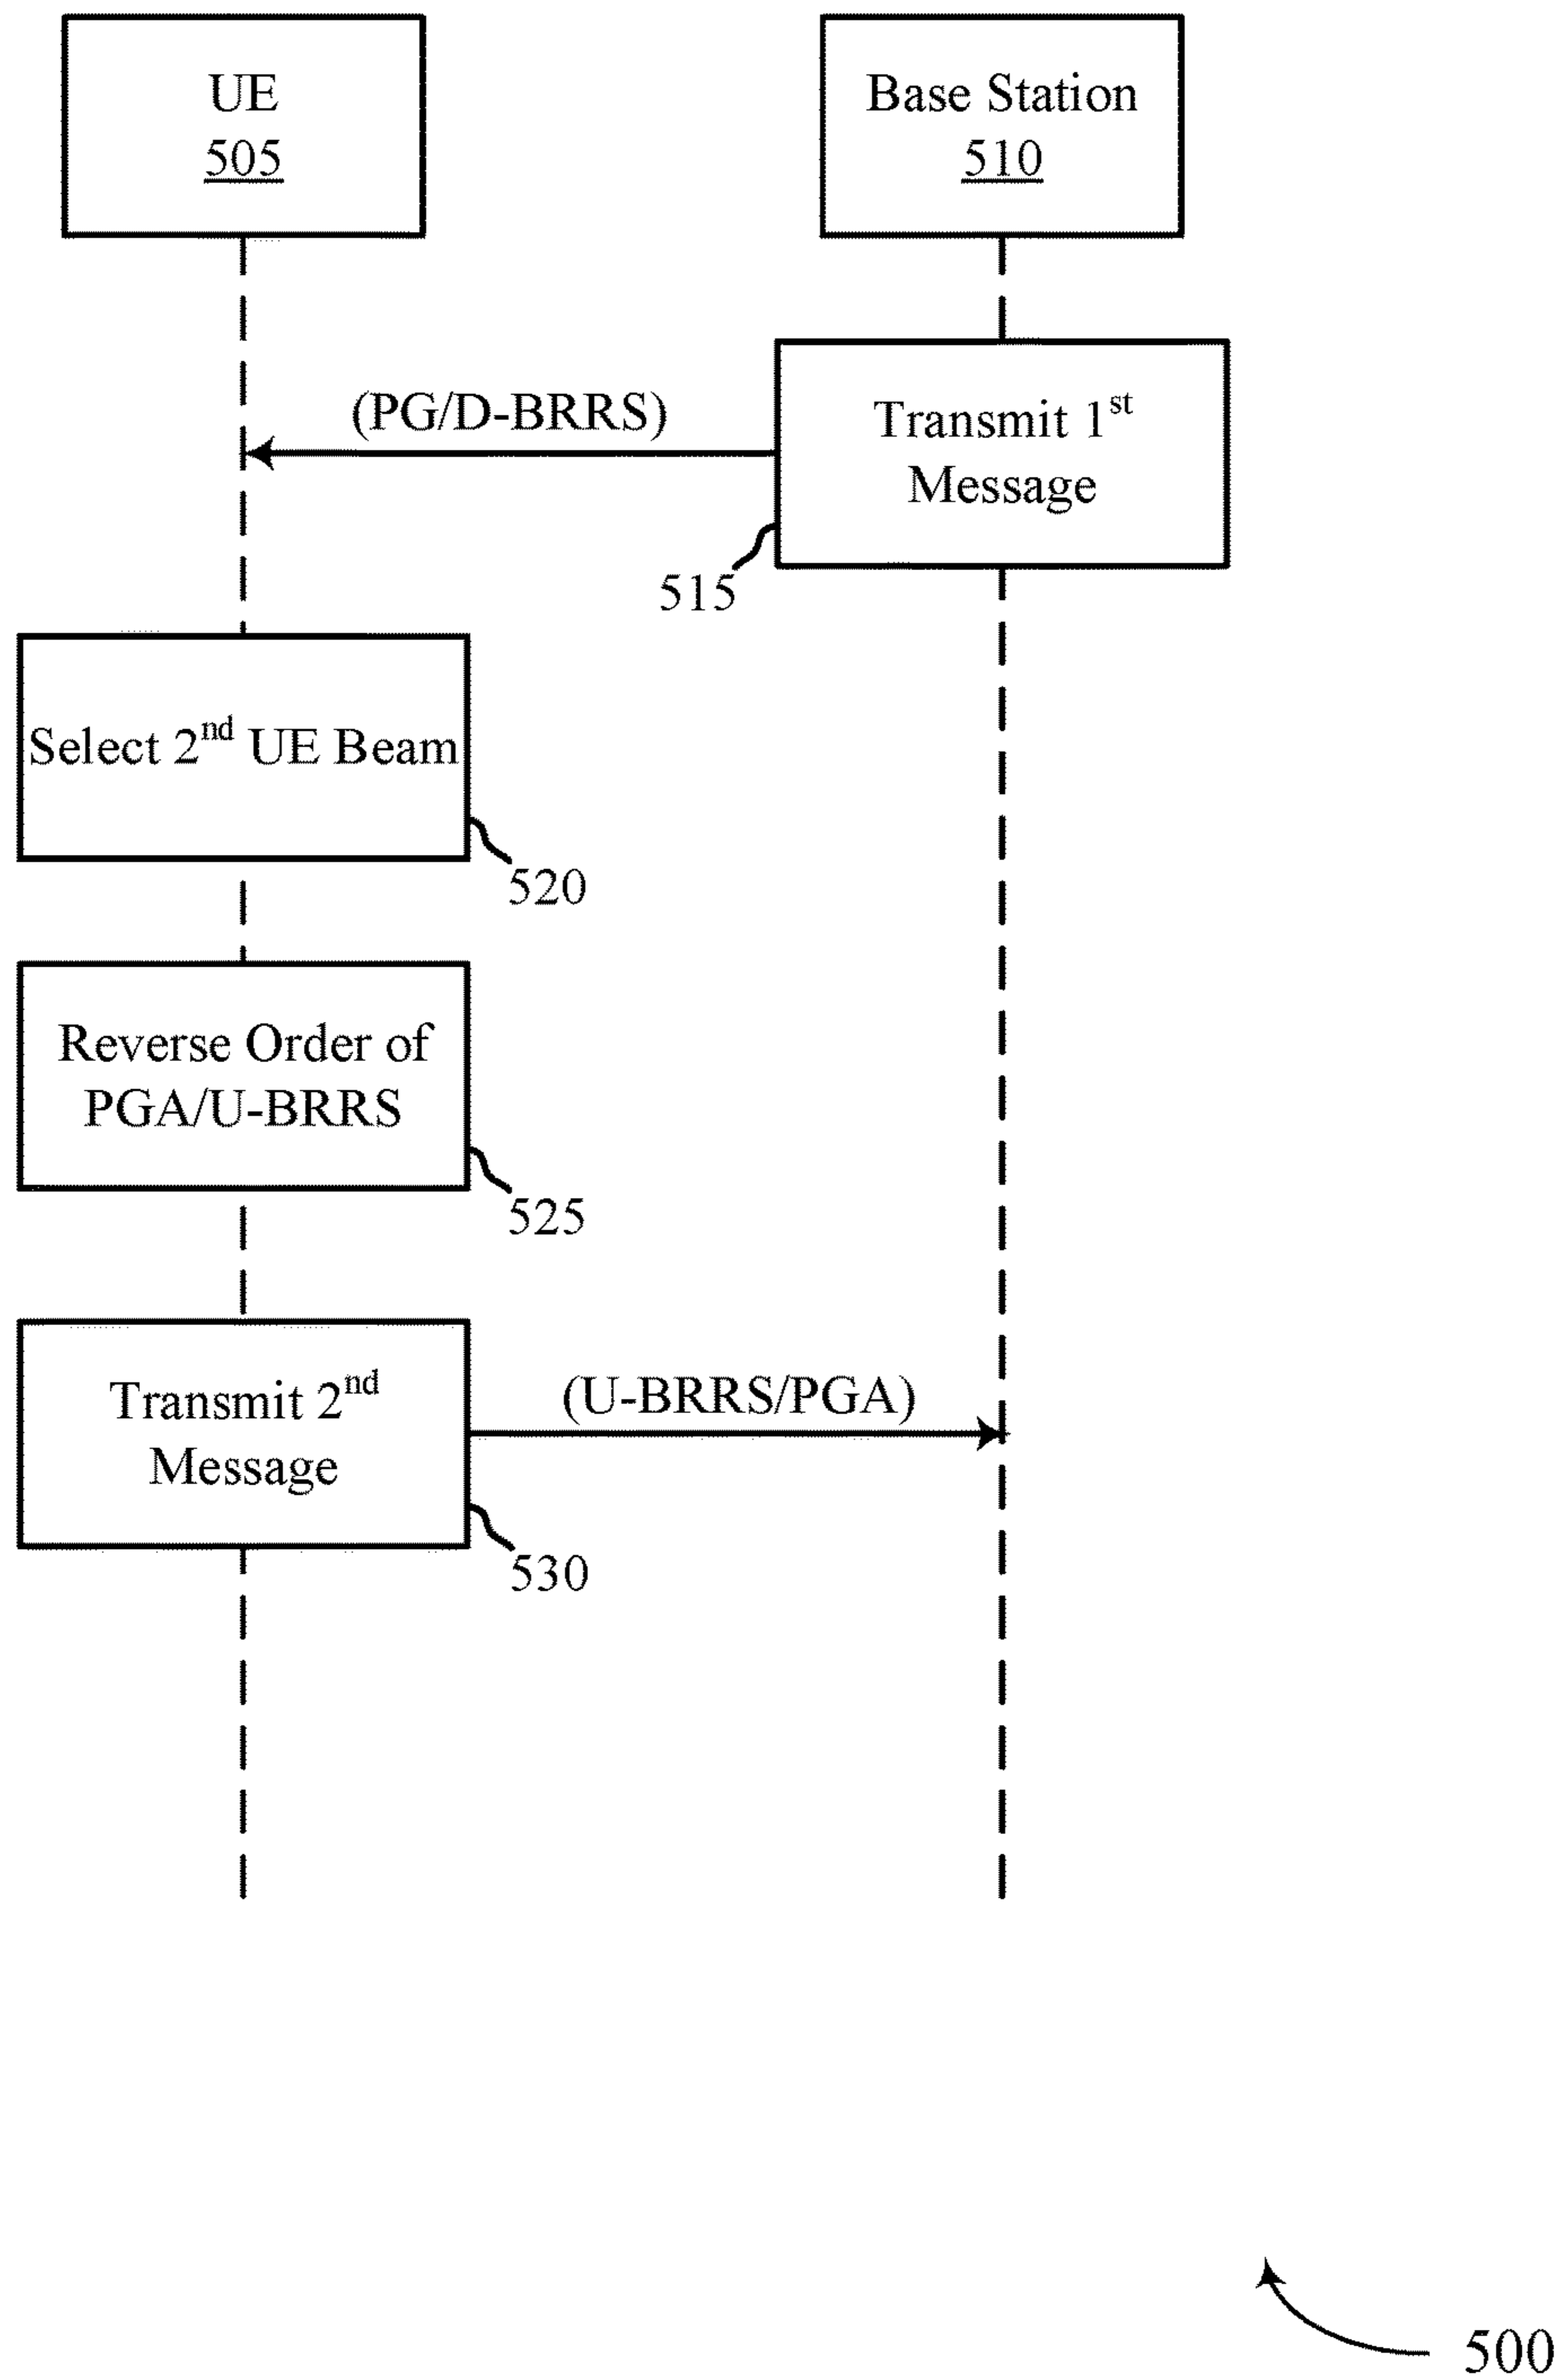 UE
505
Base Station
510
(PG/D-BRRS)
Transmit 1st
Message
515
Select 2nd UE Beam
520
Reverse Order of
PGA/U-BRRS
525
Transmit 2nd
Message
(U-BRRS/PGA)
530
500